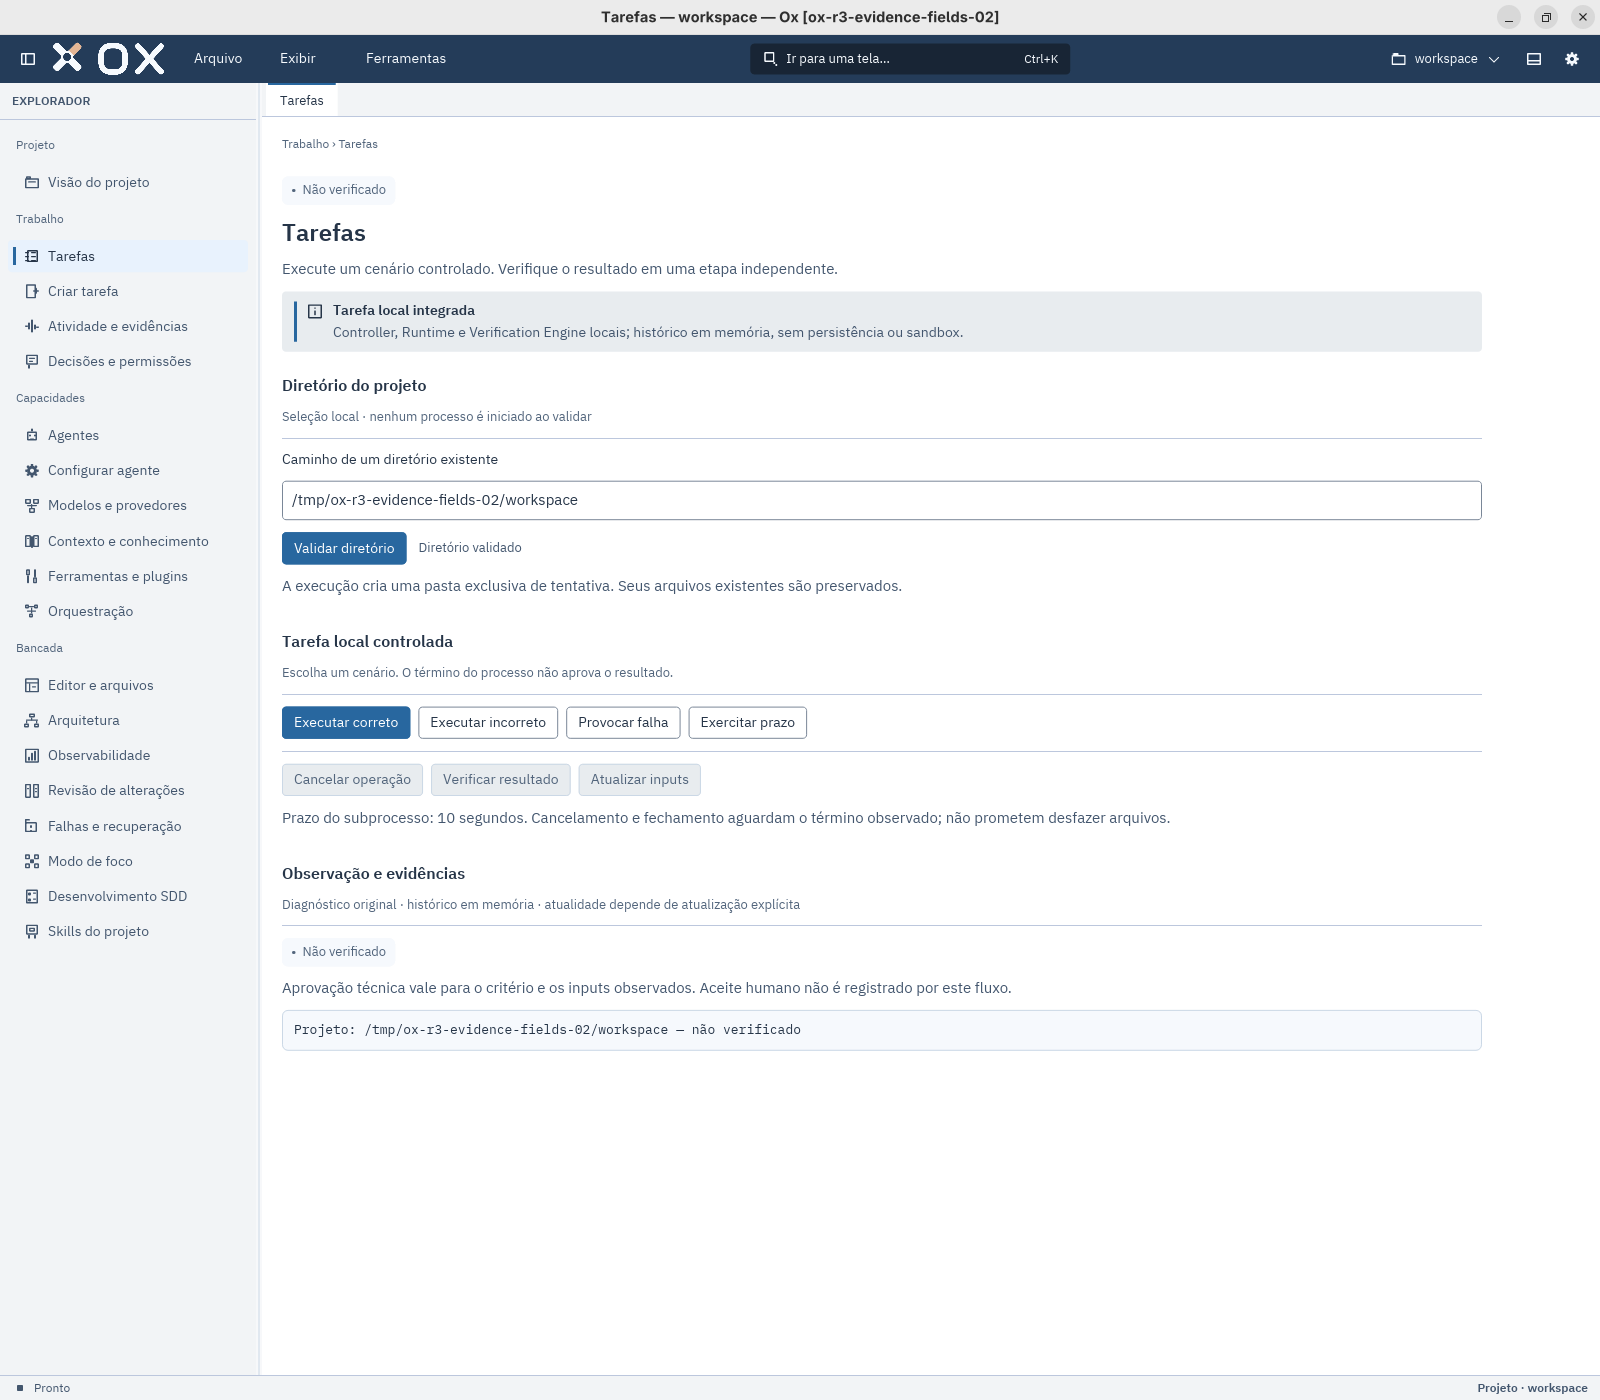 Tarefas — workspace — Ox [ox-r3-evidence-fields-02]
OX
Arquivo
Exibir
Ferramentas
Ir para uma tela...
Ctrl+K
workspace
EXPLORADOR
Projeto
Visão do projeto
Trabalho
Tarefas
Criar tarefa
Atividade e evidências
Decisões e permissões
Capacidades
Agentes
Configurar agente
Modelos e provedores
Contexto e conhecimento
Ferramentas e plugins
Orquestração
Bancada
Editor e arquivos
Arquitetura
Observabilidade
Revisão de alterações
Falhas e recuperação
Modo de foco
Desenvolvimento SDD
Skills do projeto
Tarefas
Trabalho › Tarefas
• Não verificado
Tarefas
Execute um cenário controlado. Verifique o resultado em uma etapa independente.
Tarefa local integrada
Controller, Runtime e Verification Engine locais; histórico em memória, sem persistência ou sandbox.
Diretório do projeto
Seleção local · nenhum processo é iniciado ao validar
Caminho de um diretório existente
/tmp/ox-r3-evidence-fields-02/workspace
Validar diretório
Diretório validado
A execução cria uma pasta exclusiva de tentativa. Seus arquivos existentes são preservados.
Tarefa local controlada
Escolha um cenário. O término do processo não aprova o resultado.
Executar correto
Executar incorreto
Provocar falha
Exercitar prazo
Cancelar operação
Verificar resultado
Atualizar inputs
Prazo do subprocesso: 10 segundos. Cancelamento e fechamento aguardam o término observado; não prometem desfazer arquivos.
Observação e evidências
Diagnóstico original · histórico em memória · atualidade depende de atualização explícita
• Não verificado
Aprovação técnica vale para o critério e os inputs observados. Aceite humano não é registrado por este fluxo.
Projeto: /tmp/ox-r3-evidence-fields-02/workspace — não verificado
Pronto
Projeto · workspace